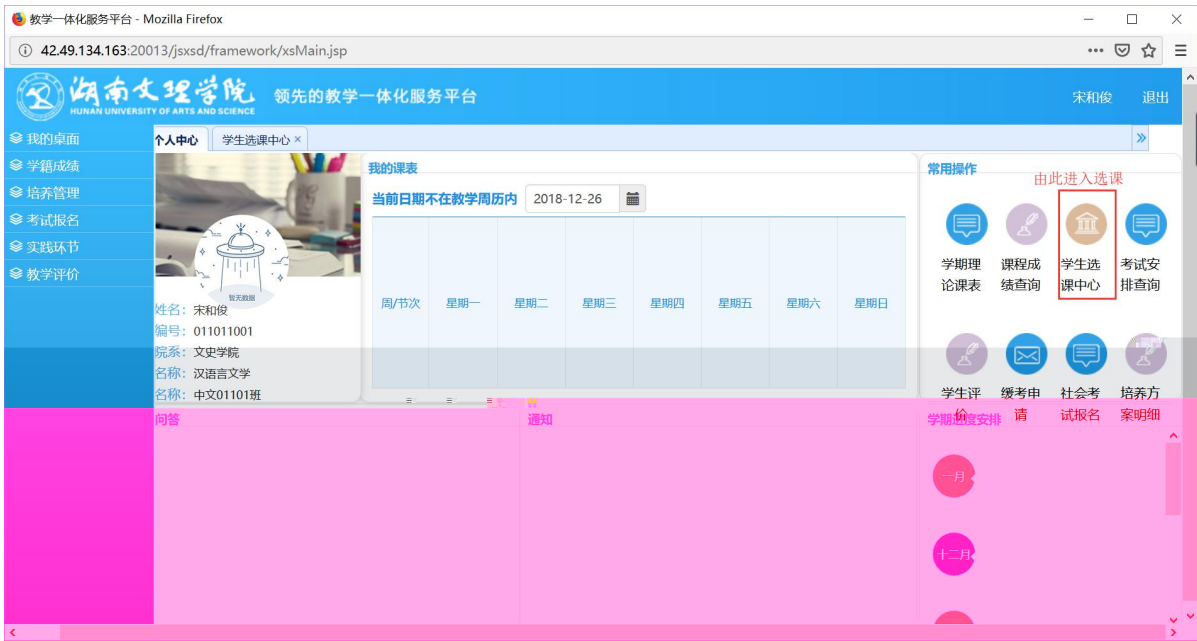 教学一体化服务平台 - Mozilla Firefox
42.49.134.163:20013/jsxsd/framework/xsMain.jsp
湖南文理学院
HUNAN UNIVERSITY OF ARTS AND SCIENCE
领先的教学一体化服务平台
宋和俊 退出
我的桌面
学籍成绩
培养管理
考试报名
实践环节
教学评价
个人中心 学生选课中心 ×
暂无数据
姓名：宋和俊
编号：011011001
院系：文史学院
名称：汉语言文学
名称：中文01101班
我的课表
当前日期不在教学周历内 2018-12-26
周/节次 星期一 星期二 星期三 星期四 星期五 星期六 星期日
常用操作
由此进入选课
学期理论课表
课程成绩查询
学生选课中心
考试安排查询
学生评价
缓考申请
社会考试报名
培养方案明细
问答
通知
学期进度安排
一月
十二月